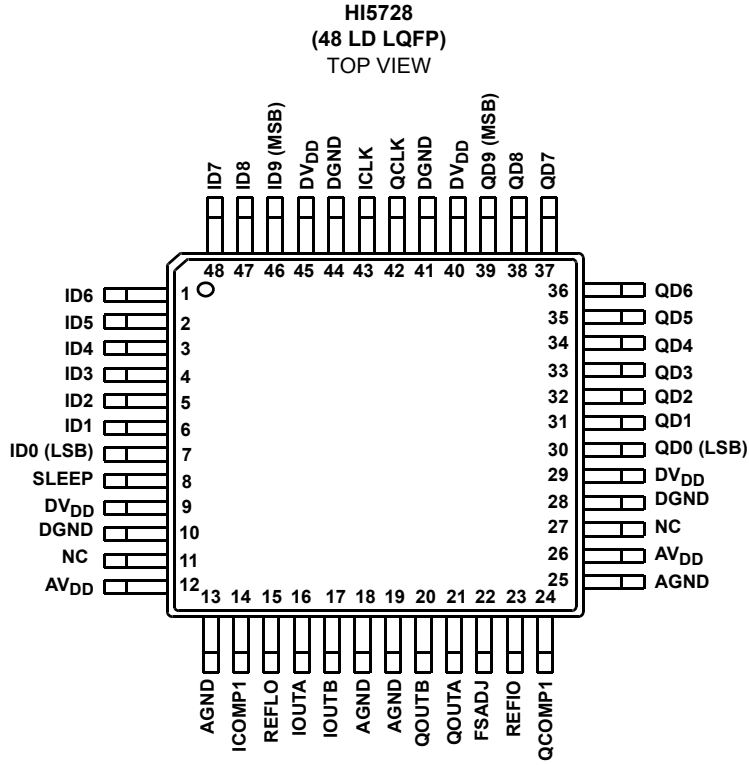 HI5728
(48 LD LQFP)
TOP VIEW
ID7
ID8
ID9 (MSB)
DVDD
DGND
ICLK
QCLK
DGND
DVDD
QD9 (MSB)
QD8
QD7
48 47 46 45 44 43 42 41 40 39 38 37
ID6 1
ID5 2
ID4 3
ID3 4
ID2 5
ID1 6
ID0 (LSB) 7
SLEEP 8
DVDD 9
DGND 10
NC 11
AVDD 12
36 QD6
35 QD5
34 QD4
33 QD3
32 QD2
31 QD1
30 QD0 (LSB)
29 DVDD
28 DGND
27 NC
26 AVDD
25 AGND
13 14 15 16 17 18 19 20 21 22 23 24
AGND
ICOMP1
REFLO
IOUTA
IOUTB
AGND
AGND
QOUTB
QOUTA
FSADJ
REFIO
QCOMP1